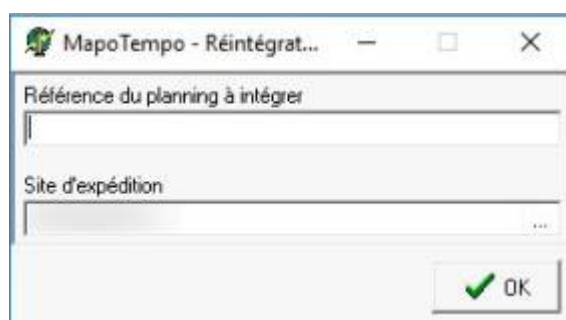 MapoTempo - Réintégrat...
Référence du planning à intégrer
Site d'expédition
...
OK